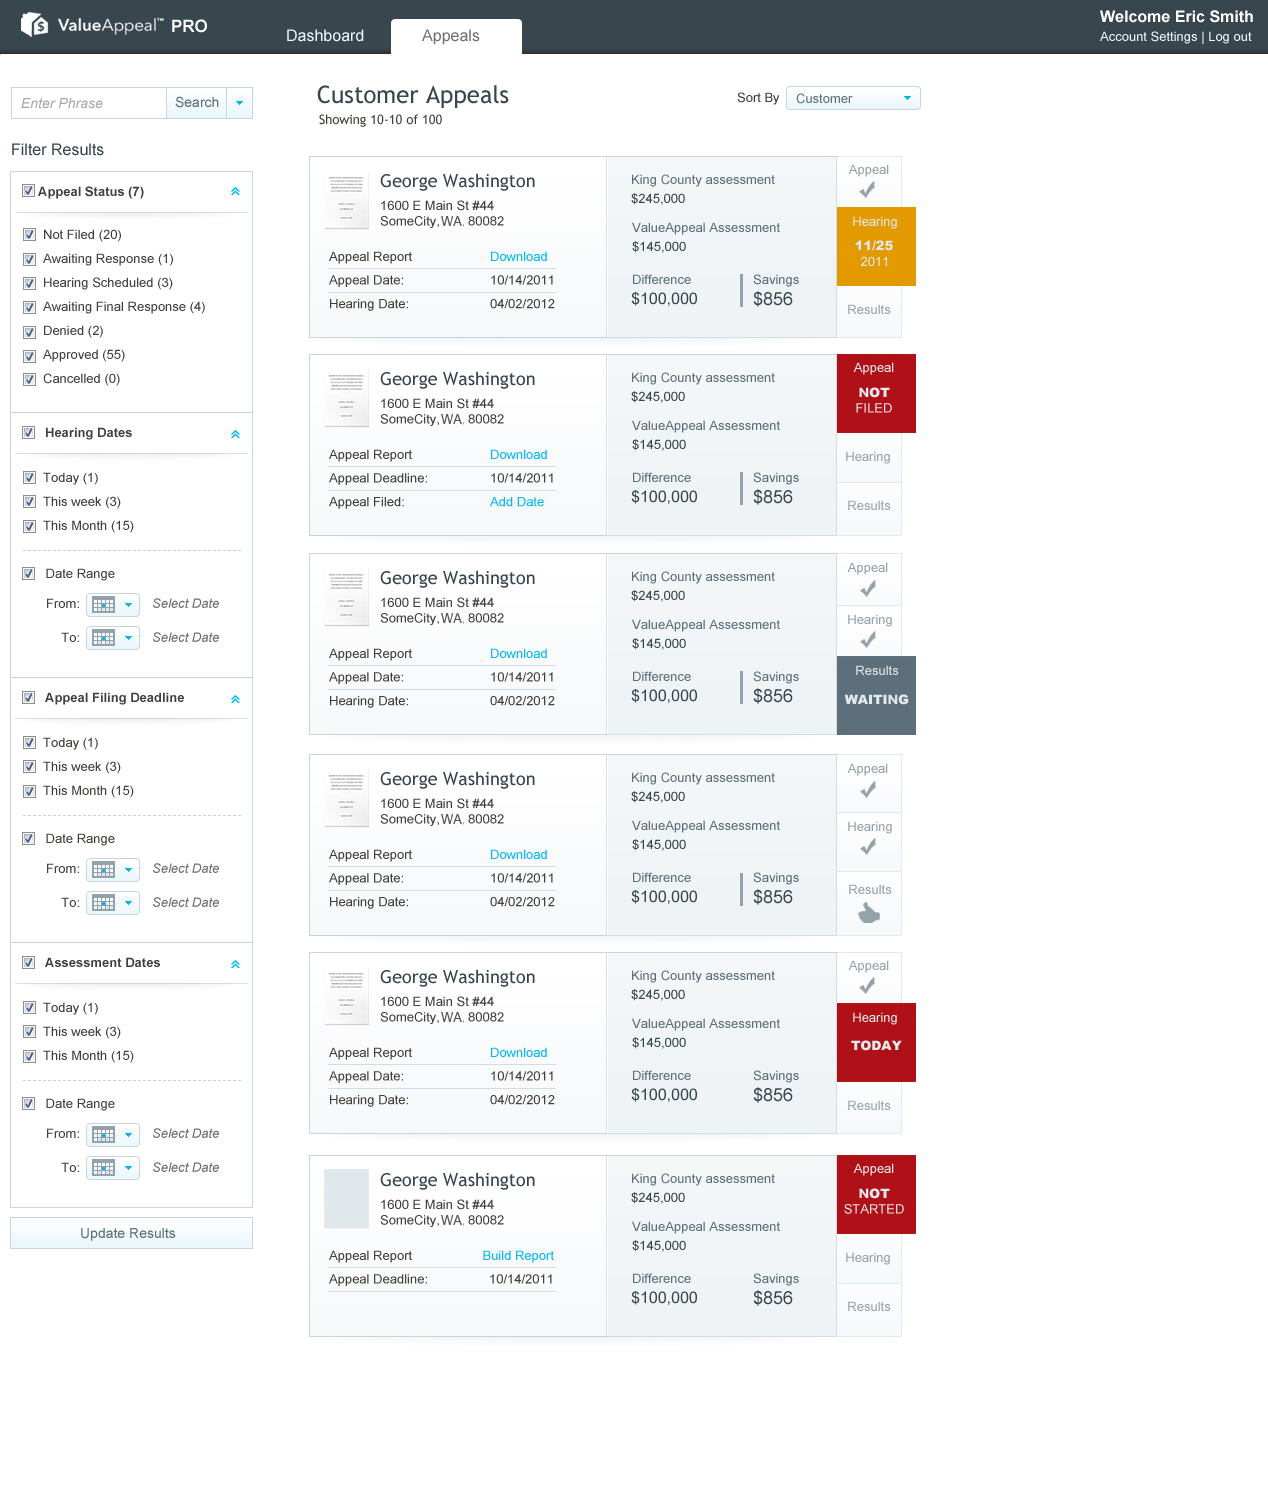 ValueAppeal™ PRO
Dashboard
Appeals
Welcome Eric Smith
Account Settings | Log out
Enter Phrase
Search
Filter Results
Appeal Status (7)
Not Filed (20)
Awaiting Response (1)
Hearing Scheduled (3)
Awaiting Final Response (4)
Denied (2)
Approved (55)
Cancelled (0)
Hearing Dates
Today (1)
This week (3)
This Month (15)
Date Range
From: Select Date
To: Select Date
Appeal Filing Deadline
Today (1)
This week (3)
This Month (15)
Date Range
From: Select Date
To: Select Date
Assessment Dates
Today (1)
This week (3)
This Month (15)
Date Range
From: Select Date
To: Select Date
Update Results
Customer Appeals
Showing 10-10 of 100
Sort By Customer
George Washington
1600 E Main St #44
SomeCity,WA, 80082
Appeal Report Download
Appeal Date: 10/14/2011
Hearing Date: 04/02/2012
King County assessment
$245,000
ValueAppeal Assessment
$145,000
Difference Savings
$100,000 $856
Appeal
Hearing
11/25
2011
Results
George Washington
1600 E Main St #44
SomeCity,WA, 80082
Appeal Report Download
Appeal Deadline: 10/14/2011
Appeal Filed: Add Date
King County assessment
$245,000
ValueAppeal Assessment
$145,000
Difference Savings
$100,000 $856
Appeal
NOT
FILED
Hearing
Results
George Washington
1600 E Main St #44
SomeCity,WA, 80082
Appeal Report Download
Appeal Date: 10/14/2011
Hearing Date: 04/02/2012
King County assessment
$245,000
ValueAppeal Assessment
$145,000
Difference Savings
$100,000 $856
Appeal
Hearing
Results
WAITING
George Washington
1600 E Main St #44
SomeCity,WA, 80082
Appeal Report Download
Appeal Date: 10/14/2011
Hearing Date: 04/02/2012
King County assessment
$245,000
ValueAppeal Assessment
$145,000
Difference Savings
$100,000 $856
Appeal
Hearing
Results
George Washington
1600 E Main St #44
SomeCity,WA, 80082
Appeal Report Download
Appeal Date: 10/14/2011
Hearing Date: 04/02/2012
King County assessment
$245,000
ValueAppeal Assessment
$145,000
Difference Savings
$100,000 $856
Appeal
Hearing
TODAY
Results
George Washington
1600 E Main St #44
SomeCity,WA, 80082
Appeal Report Build Report
Appeal Deadline: 10/14/2011
King County assessment
$245,000
ValueAppeal Assessment
$145,000
Difference Savings
$100,000 $856
Appeal
NOT
STARTED
Hearing
Results